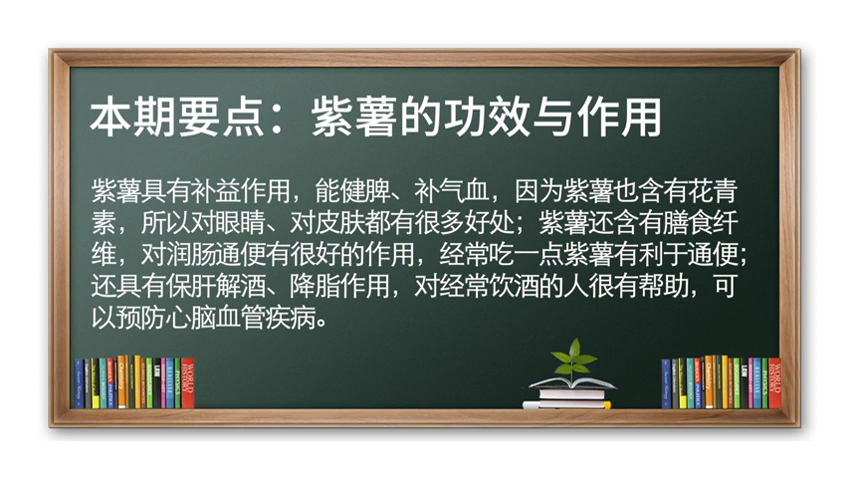 本期要点：紫薯的功效与作用
紫薯具有补益作用，能健脾、补气血，因为紫薯也含有花青
素，所以对眼睛、对皮肤都有很多好处；紫薯还含有膳食纤
维，对润肠通便有很好的作用，经常吃一点紫薯有利于通便；
还具有保肝解酒、降脂作用，对经常饮酒的人很有帮助，可
以预防心脑血管疾病。
WORLD HISTORY
WORLD HISTORY